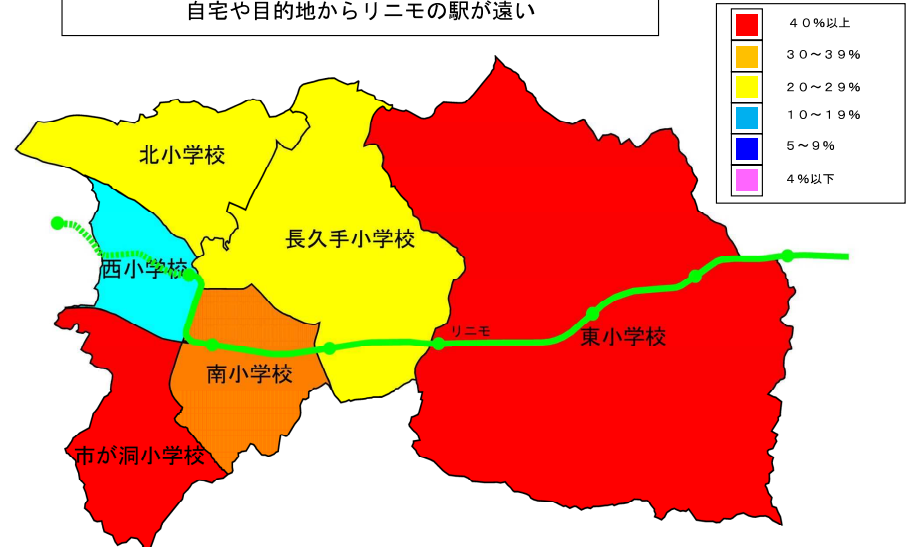 自宅や目的地からリニモの駅が遠い
４０％以上
３０～３９％
２０～２９％
１０～１９％
５～９％
４％以下
北小学校
長久手小学校
西小学校
リニモ
東小学校
南小学校
市が洞小学校